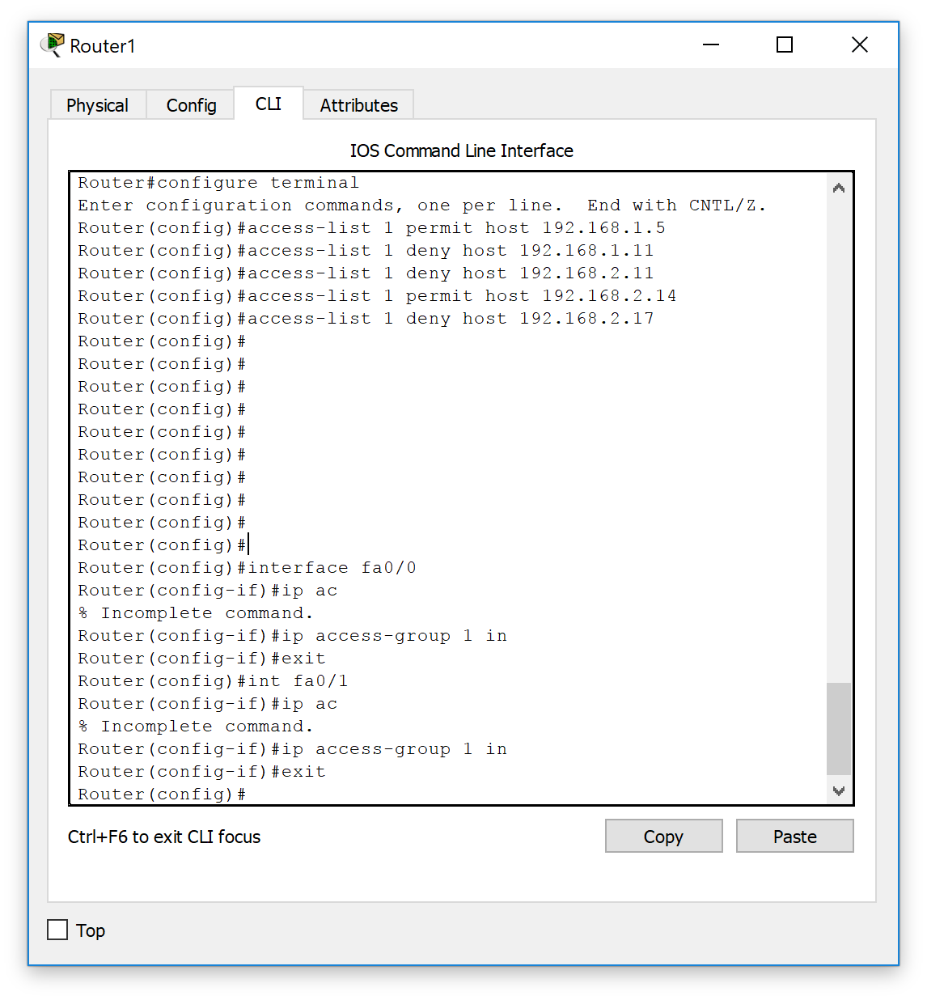 Router1
Physical Config CLI Attributes
IOS Command Line Interface
Router#configure terminal
Enter configuration commands, one per line.  End with CNTL/Z.
Router(config)#access-list 1 permit host 192.168.1.5
Router(config)#access-list 1 deny host 192.168.1.11
Router(config)#access-list 1 deny host 192.168.2.11
Router(config)#access-list 1 permit host 192.168.2.14
Router(config)#access-list 1 deny host 192.168.2.17
Router(config)#
Router(config)#
Router(config)#
Router(config)#
Router(config)#
Router(config)#
Router(config)#
Router(config)#
Router(config)#
Router(config)#
Router(config)#interface fa0/0
Router(config-if)#ip ac
% Incomplete command.
Router(config-if)#ip access-group 1 in
Router(config-if)#exit
Router(config)#int fa0/1
Router(config-if)#ip ac
% Incomplete command.
Router(config-if)#ip access-group 1 in
Router(config-if)#exit
Router(config)#
Ctrl+F6 to exit CLI focus Copy Paste
Top